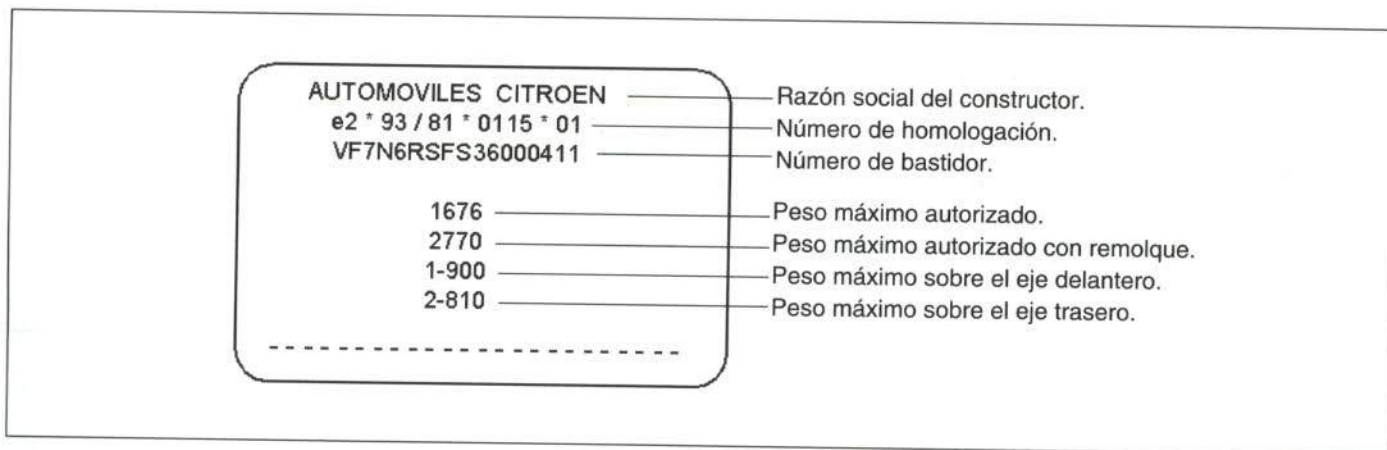 AUTOMOVILES CITROEN Razón social del constructor.
e2 * 93 / 81 * 0115 * 01 Número de homologación.
VF7N6RSFS36000411 Número de bastidor.
1676 Peso máximo autorizado.
2770 Peso máximo autorizado con remolque.
1-900 Peso máximo sobre el eje delantero.
2-810 Peso máximo sobre el eje trasero.